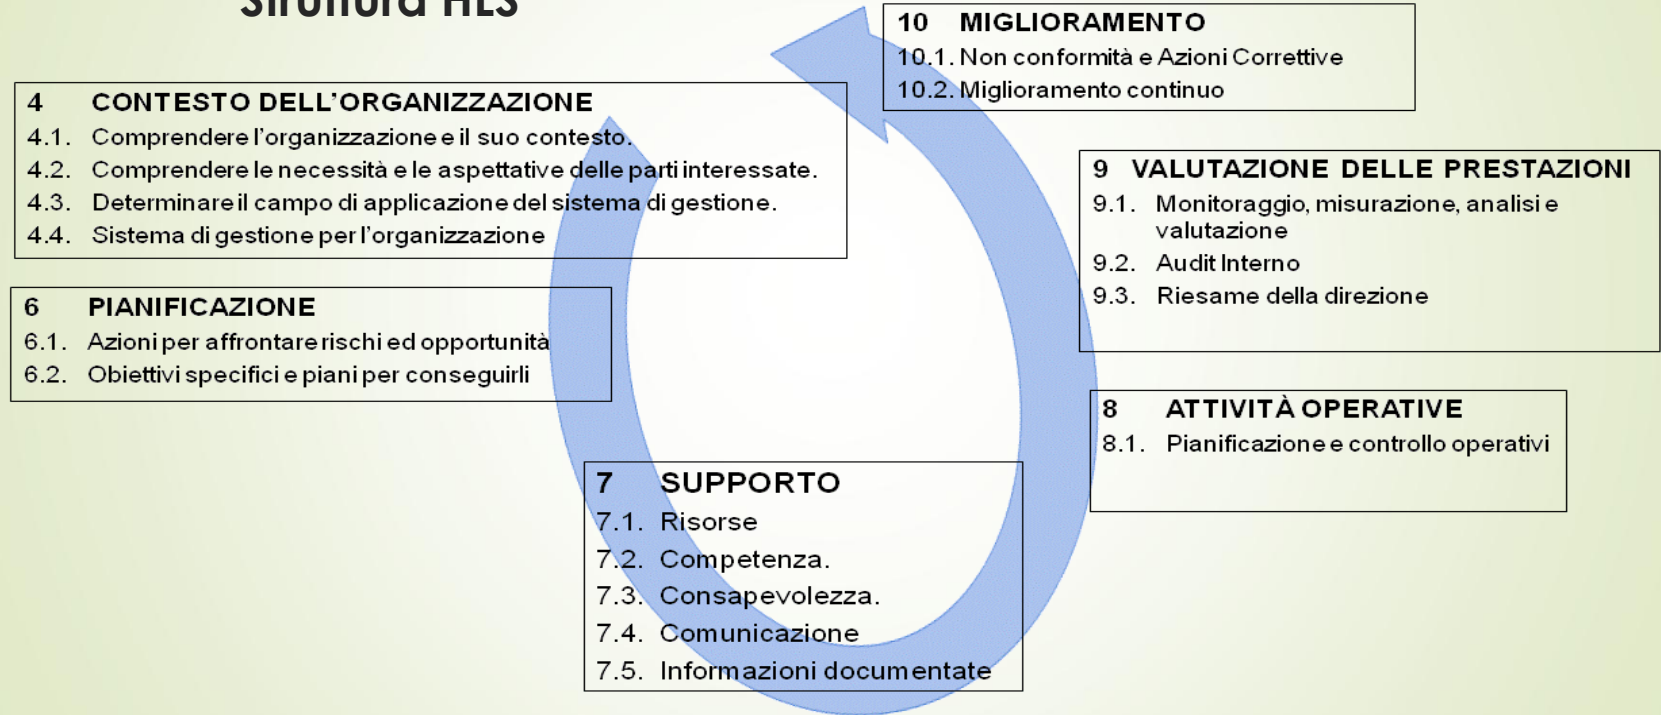 Struttura HLS
10 MIGLIORAMENTO
10.1. Non conformità e Azioni Correttive
10.2. Miglioramento continuo
4 CONTESTO DELL'ORGANIZZAZIONE
4.1. Comprendere l'organizzazione e il suo contesto.
4.2. Comprendere le necessità e le aspettative delle parti interessate.
4.3. Determinare il campo di applicazione del sistema di gestione.
4.4. Sistema di gestione per l'organizzazione
9 VALUTAZIONE DELLE PRESTAZIONI
9.1. Monitoraggio, misurazione, analisi e
valutazione
9.2. Audit Interno
9.3. Riesame della direzione
6 PIANIFICAZIONE
6.1. Azioni per affrontare rischi ed opportunità
6.2. Obiettivi specifici e piani per conseguirli
8 ATTIVITÀ OPERATIVE
8.1. Pianificazione e controllo operativi
7 SUPPORTO
7.1. Risorse
7.2. Competenza.
7.3. Consapevolezza.
7.4. Comunicazione
7.5. Informazioni documentate